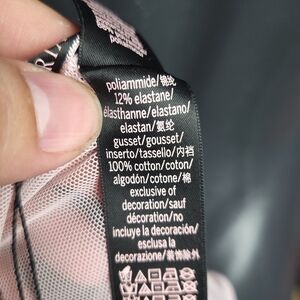 poliammide/锦纶
12% elastane/
elasthanne/elastano/
elastan/氨纶
gusset/gousset/
inserto/tassello/内裆
100% cotton/coton/
algodón/cotone/棉
exclusive of
decoration/sauf
décoration/no
incluye la decoración/
esclusa la
decorazione/装饰除外